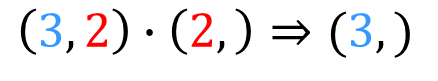 (3, 2) · (2, ) ⇒ (3, )